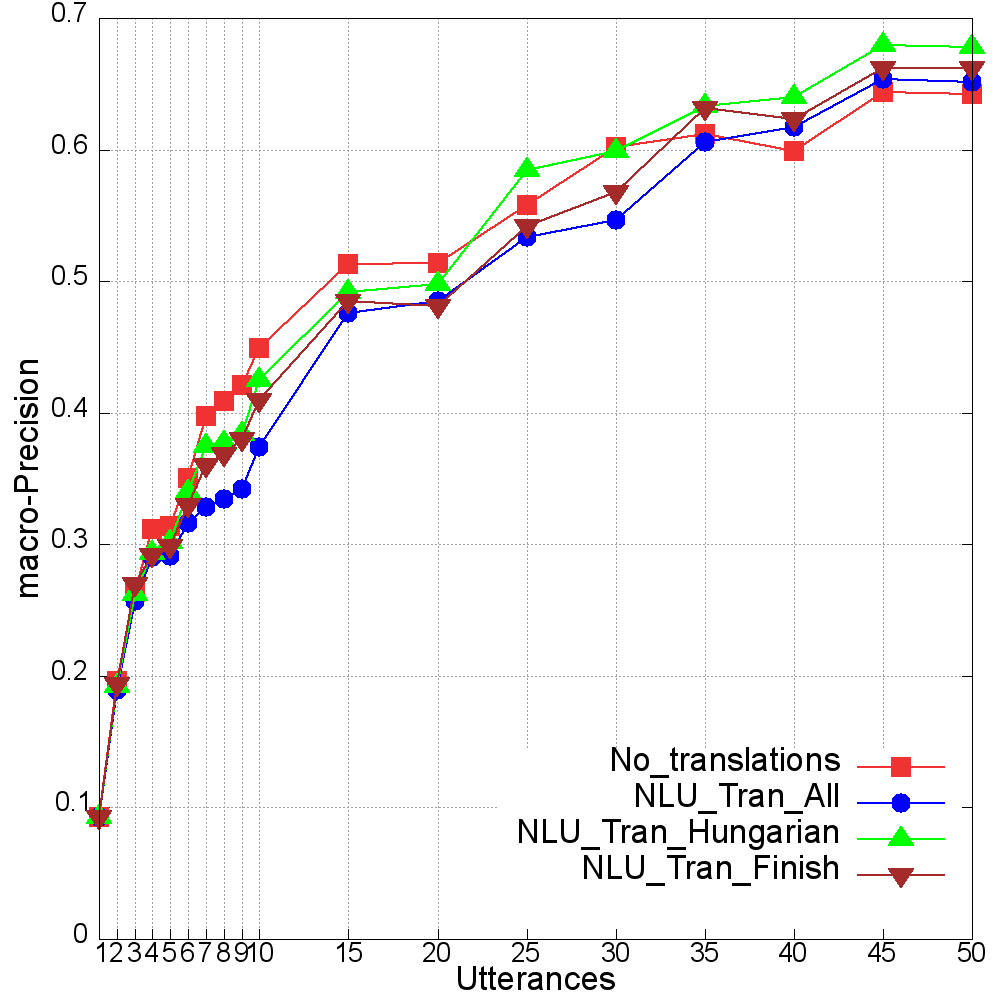 0.7
0.6
0.5
0.4
0.3
0.2
0.1
0
macro-Precision
No_translations
NLU_Tran_All
NLU_Tran_Hungarian
NLU_Tran_Finish
1 2 3 4 5 6 7 8 9 10 15 20 25 30 35 40 45 50
Utterances